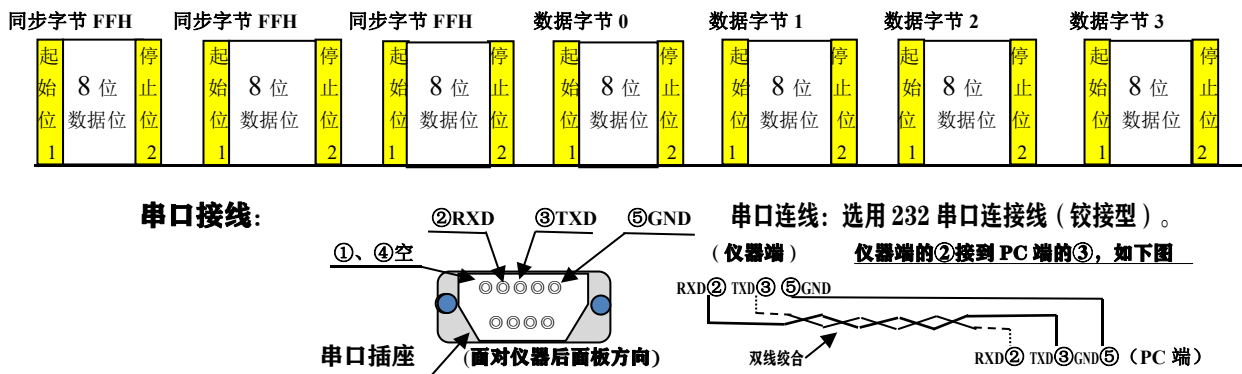 同步字节 FFH 同步字节 FFH 同步字节 FFH 数据字节 0 数据字节 1 数据字节 2 数据字节 3
起始位 1 8 位 数据位 停止位 2
起始位 1 8 位 数据位 停止位 2
起始位 1 8 位 数据位 停止位 2
起始位 1 8 位 数据位 停止位 2
起始位 1 8 位 数据位 停止位 2
起始位 1 8 位 数据位 停止位 2
起始位 1 8 位 数据位 停止位 2
串口接线:
②RXD ③TXD ⑤GND
①、④空
串口插座
(面对仪器后面板方向)
串口连线: 选用 232 串口连接线 ( 铰接型 ) 。
( 仪器端 ) 仪器端的②接到 PC 端的③, 如下图
RXD② TXD③ ⑤GND
双线绞合
RXD② TXD③GND⑤ (PC 端)